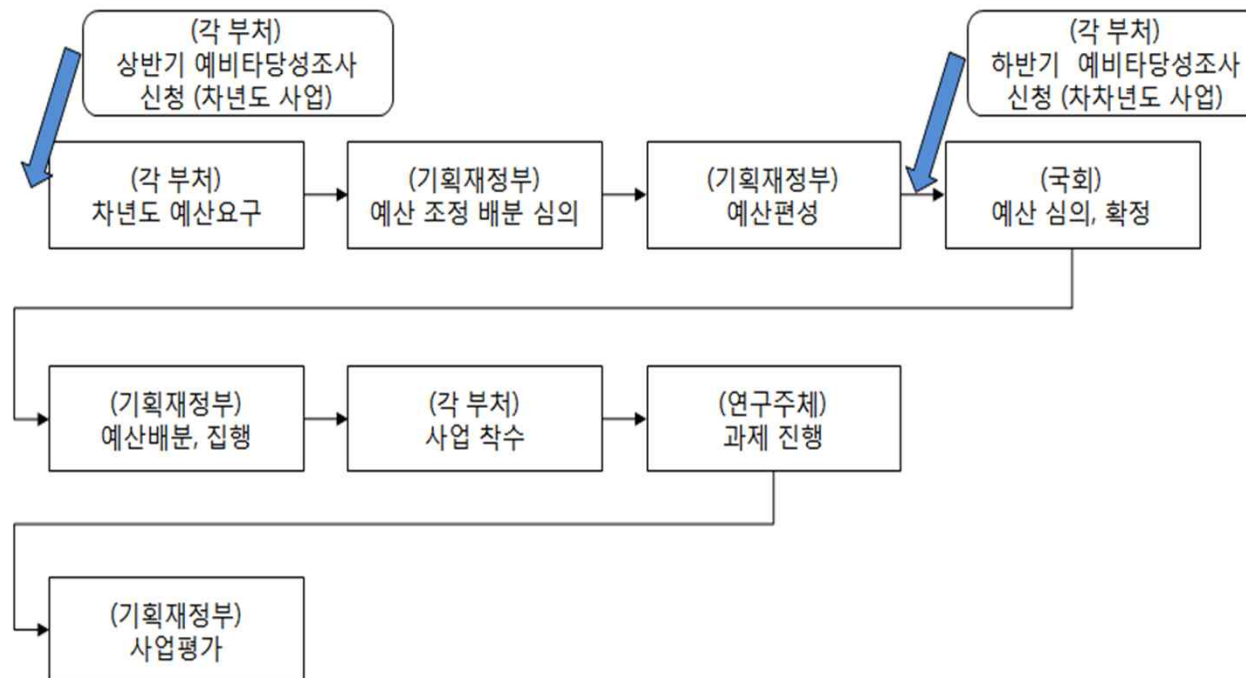 (각 부처)
상반기 예비타당성조사
신청 (차년도 사업)
(각 부처)
하반기 예비타당성조사
신청 (차차년도 사업)
(각 부처)
차년도 예산요구
(기획재정부)
예산 조정 배분 심의
(기획재정부)
예산편성
(국회)
예산 심의, 확정
(기획재정부)
예산배분, 집행
(각 부처)
사업 착수
(연구주체)
과제 진행
(기획재정부)
사업평가